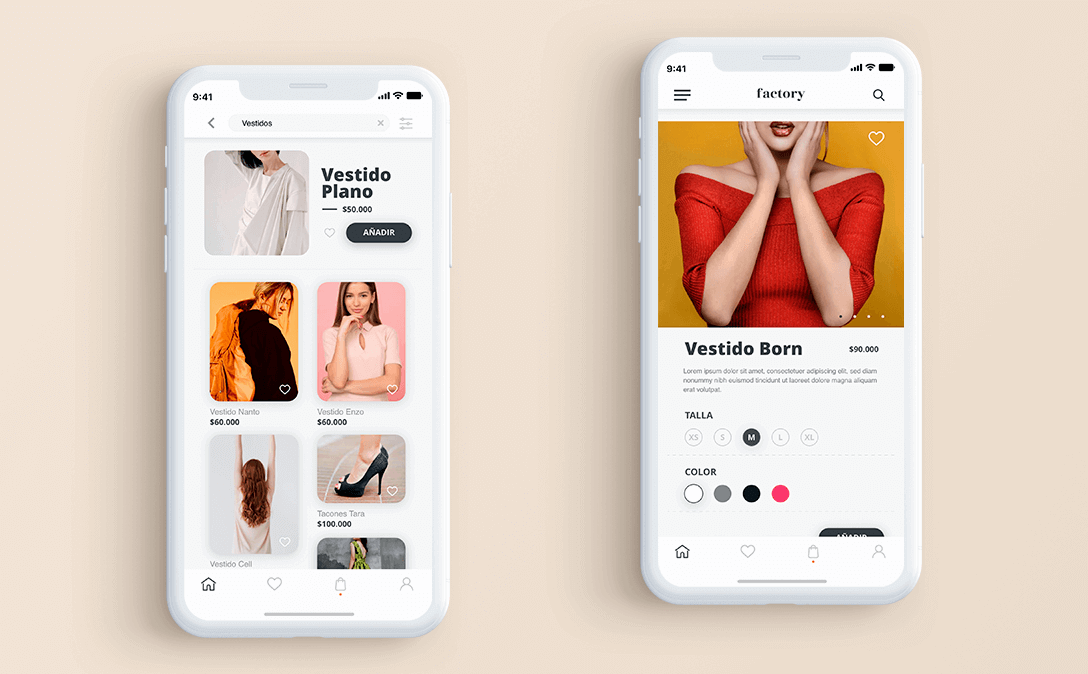 9:41
Vestidos
Vestido
Plano
$50.000
AÑADIR
Vestido Nanto
$60.000
Vestido Enzo
$60.000
Vestido Cell
Tacones Tara
$100.000
9:41
factory
Vestido Born
$90.000
Lorem ipsum dolor sit amet, consectetuer adipiscing elit, sed diam
nonummy nibh euismod tincidunt ut laoreet dolore magna aliquam
erat volutpat.
TALLA
XS S M L XL
COLOR
AÑADIR